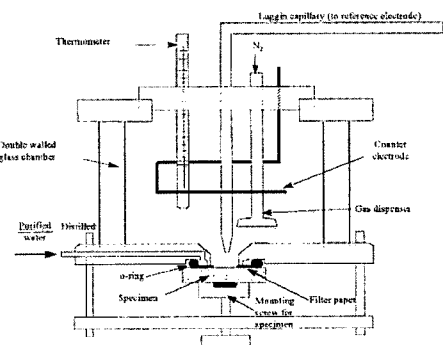 Luggin capillary (to reference electrode)
Thermometer
N2
Double walled
glass chamber
Counter
electrode
Gas dispenser
Purified Distilled
water
o-ring
Specimen
Mounting
screw for
specimen
Filter paper